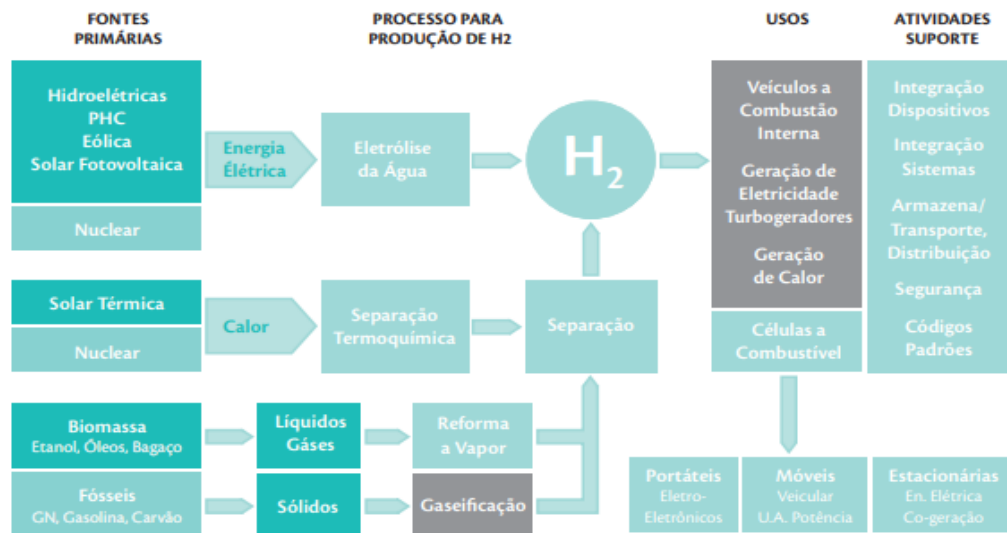 FONTES
PRIMÁRIAS
PROCESSO PARA
PRODUÇÃO DE H2
USOS
ATIVIDADES
SUPORTE
Hidroelétricas
PHC
Eólica
Solar Fotovoltaica
Nuclear
Energia
Élétrica
Eletrólise
da Água
H2
Veículos a
Combustão
Interna
Geração de
Eletricidade
Turbogeradores
Geração
de Calor
Células a
Combustível
Integração
Dispositivos
Integração
Sistemas
Armazena/
Transporte,
Distribuição
Segurança
Códigos
Padrões
Solar Térmica
Nuclear
Calor
Separação
Termoquímica
Separação
Biomassa
Etanol, Óleos, Bagaço
Líquidos
Gáses
Reforma
a Vapor
Fósseis
GN, Gasolina, Carvão
Sólidos
Gaseificação
Portáteis
Eletro-
Eletrônicos
Móveis
Veicular
U.A. Potência
Estacionárias
En. Elétrica
Co-geração